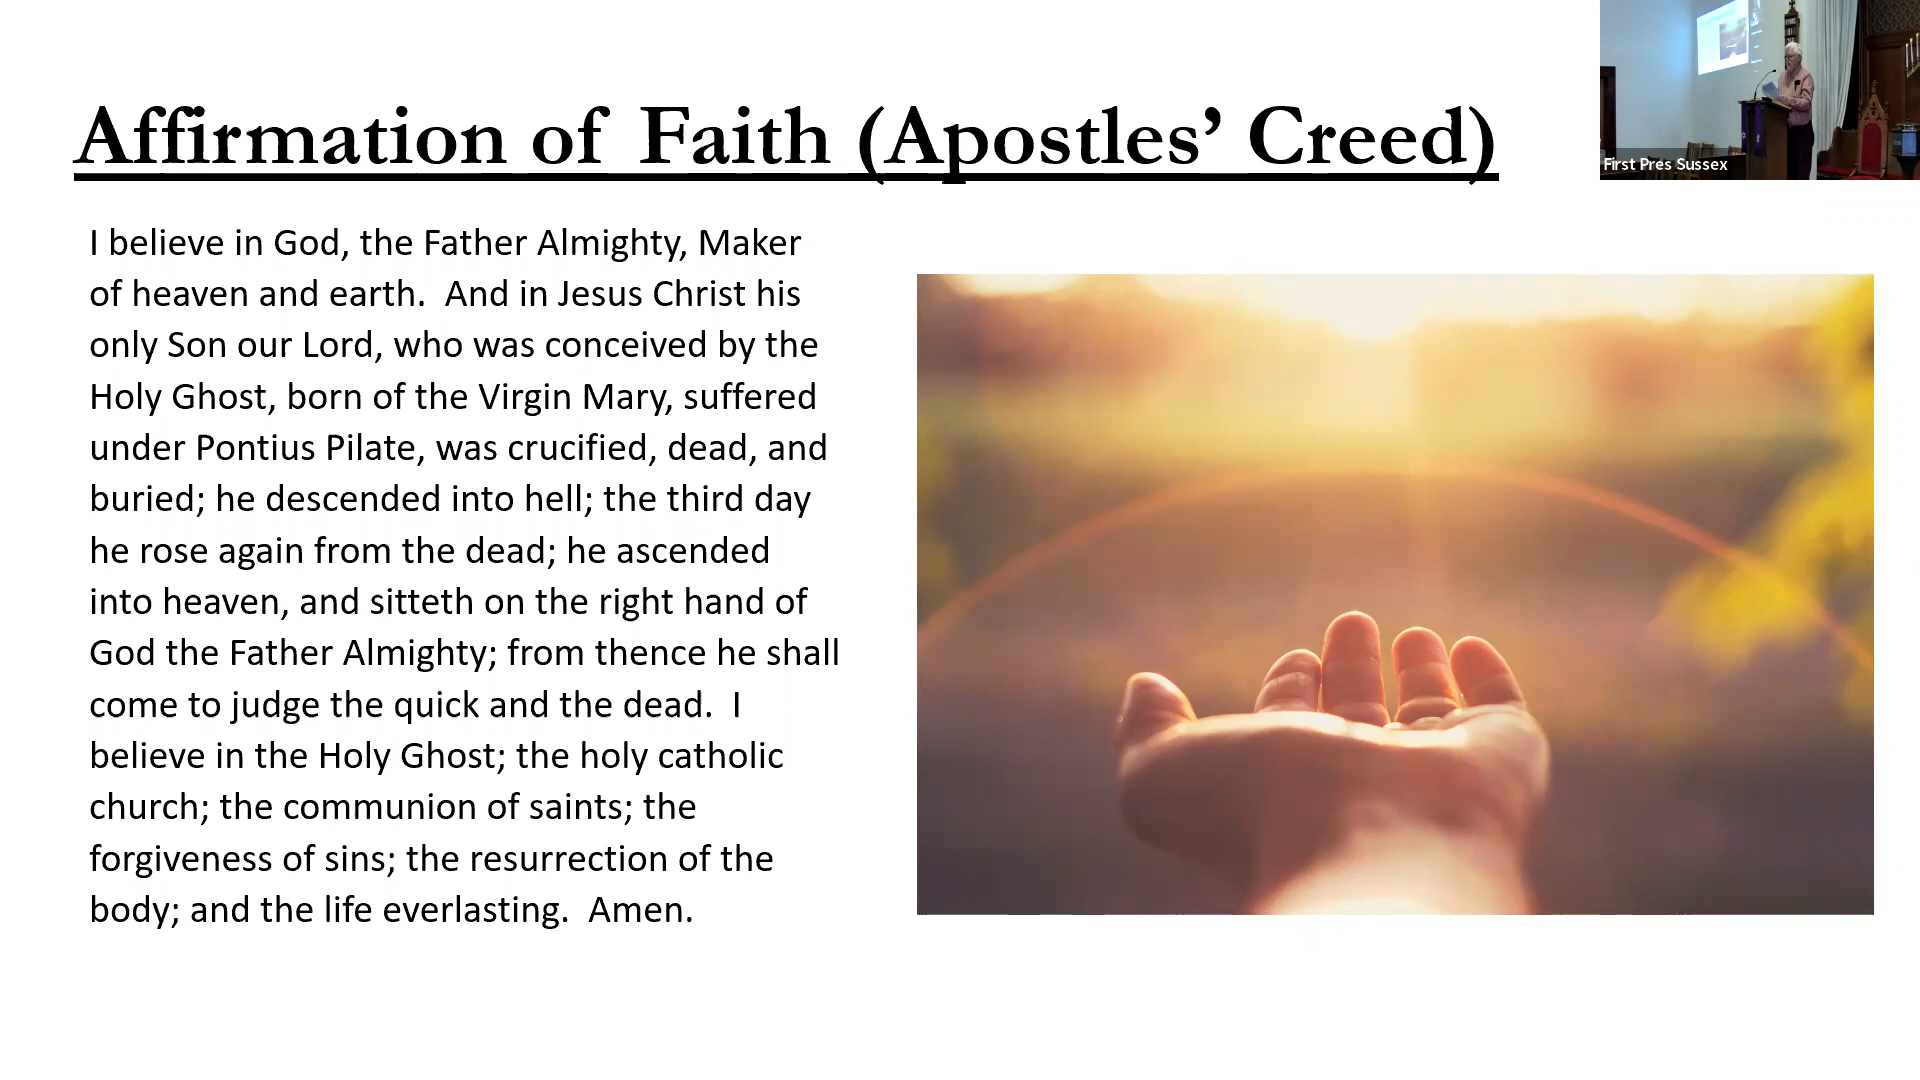 Affirmation of Faith (Apostles’ Creed)
First Pres Sussex
I believe in God, the Father Almighty, Maker
of heaven and earth.  And in Jesus Christ his
only Son our Lord, who was conceived by the
Holy Ghost, born of the Virgin Mary, suffered
under Pontius Pilate, was crucified, dead, and
buried; he descended into hell; the third day
he rose again from the dead; he ascended
into heaven, and sitteth on the right hand of
God the Father Almighty; from thence he shall
come to judge the quick and the dead.  I
believe in the Holy Ghost; the holy catholic
church; the communion of saints; the
forgiveness of sins; the resurrection of the
body; and the life everlasting.  Amen.